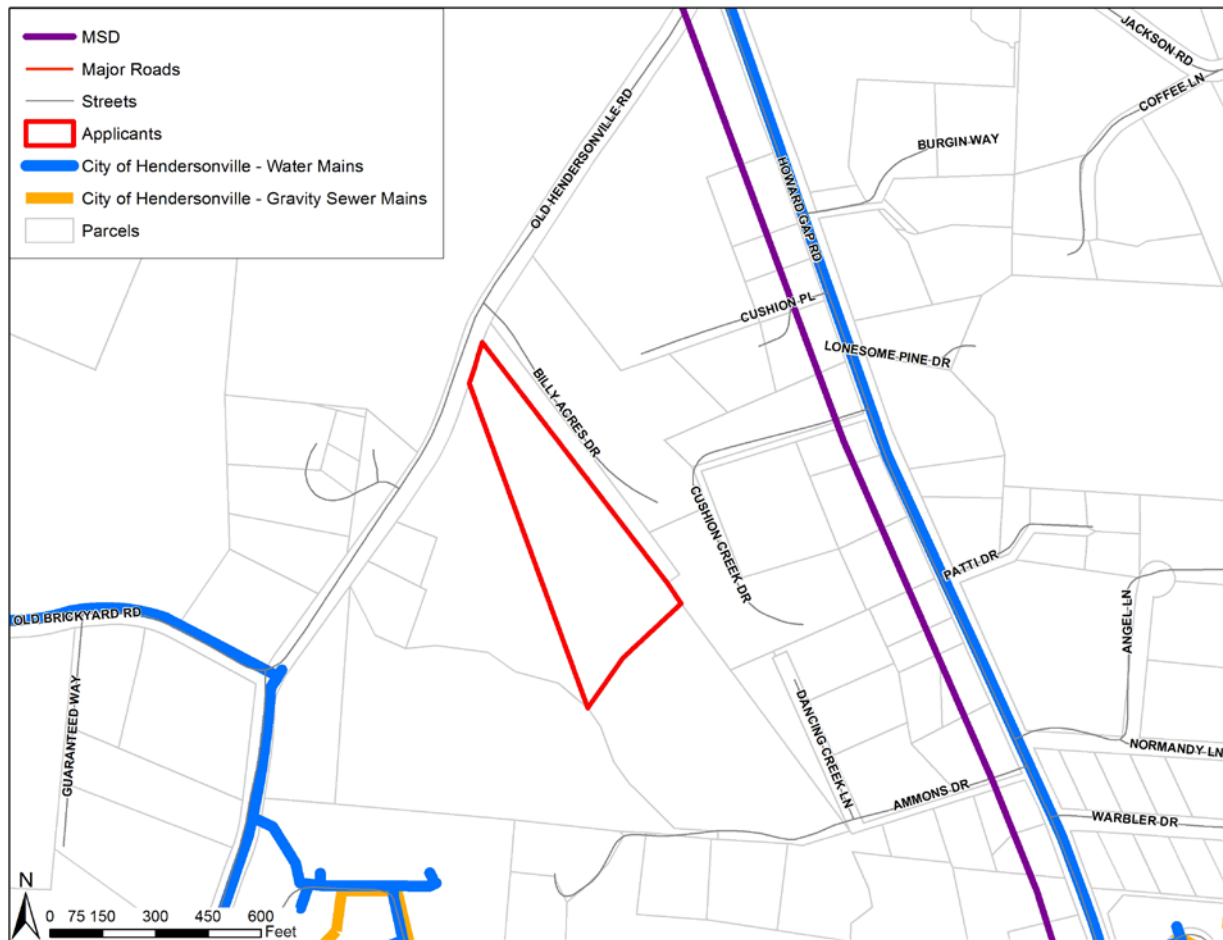 MSD
Major Roads
Streets
Applicants
City of Hendersonville - Water Mains
City of Hendersonville - Gravity Sewer Mains
Parcels
JACKSON RD
COFFEE LN
OLD HENDERSONVILLE RD
BURGIN WAY
HOWARD GAP RD
CUSHION PL
LONESOME PINE DR
BILLY ACRES DR
CUSHION CREEK DR
PATTI DR
OLD BRICKYARD RD
ANGEL LN
GUARANTEED WAY
DANCING CREEK LN
NORMANDY LN
AMMONS DR
WARBLER DR
N
0 75 150 300 450 600
Feet